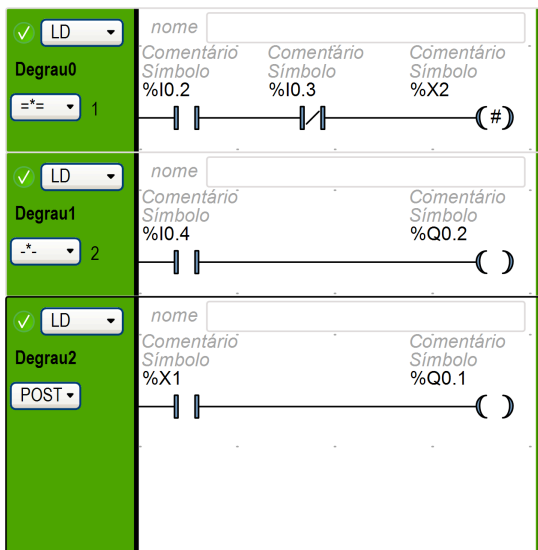 LD
nome
Comentário Comentário Comentário
Símbolo Símbolo Símbolo
Degrau0
%I0.2 %I0.3 %X2
=*= 1
(#)
LD
nome
Comentário Comentário
Símbolo Símbolo
Degrau1
%I0.4 %Q0.2
-*- 2
LD
nome
Comentário Comentário
Símbolo Símbolo
Degrau2
%X1 %Q0.1
POST